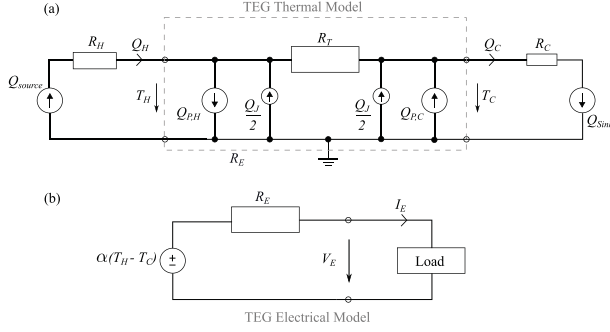 TEG Thermal Model
(a)
R_H
Q_H
R_T
Q_C
R_C
Q_source
T_H
Q_P,H
Q_J
2
Q_J
2
Q_P,C
T_C
Q_Sin
R_E
(b)
R_E
I_E
α(T_H - T_C)
±
V_E
Load
TEG Electrical Model